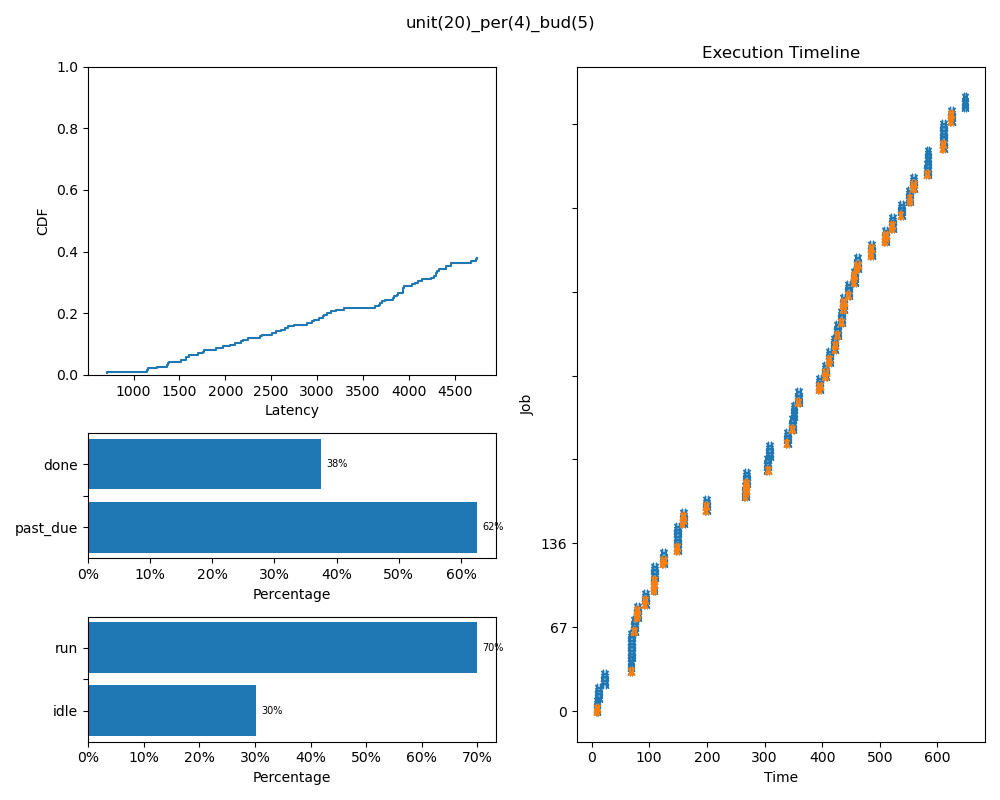 unit(20)_per(4)_bud(5)
1.0
0.8
0.6
0.4
0.2
0.0
CDF
1000 1500 2000 2500 3000 3500 4000 4500
Latency
done
38%
past_due
62%
0% 10% 20% 30% 40% 50% 60%
Percentage
run
70%
idle
30%
0% 10% 20% 30% 40% 50% 60% 70%
Percentage
Execution Timeline
Job
136
67
0
0 100 200 300 400 500 600
Time